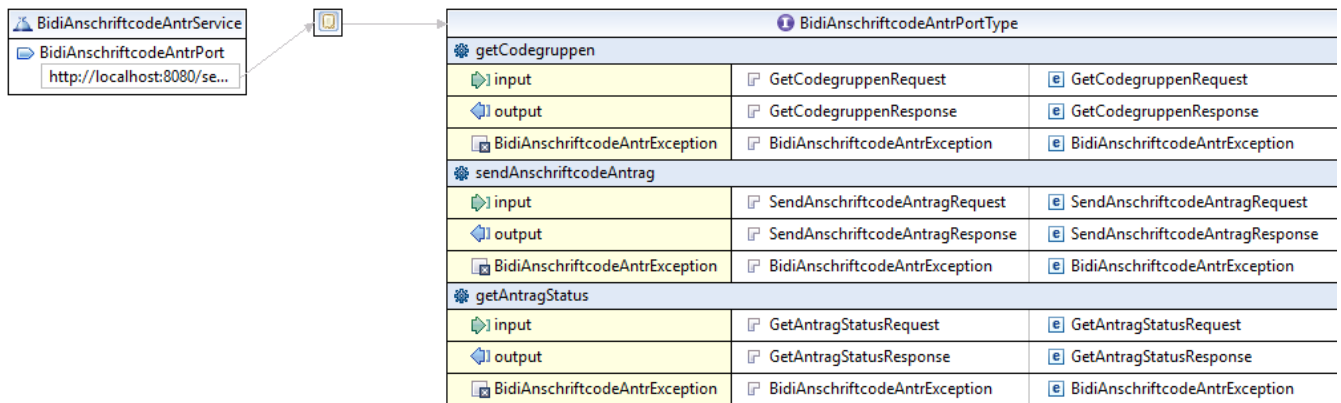 BidiAnschriftcodeAntrService
BidiAnschriftcodeAntrPort
http://localhost:8080/se...
BidiAnschriftcodeAntrPortType
getCodegruppen
input GetCodegruppenRequest GetCodegruppenRequest
output GetCodegruppenResponse GetCodegruppenResponse
BidiAnschriftcodeAntrException BidiAnschriftcodeAntrException BidiAnschriftcodeAntrException
sendAnschriftcodeAntrag
input SendAnschriftcodeAntragRequest SendAnschriftcodeAntragRequest
output SendAnschriftcodeAntragResponse SendAnschriftcodeAntragResponse
BidiAnschriftcodeAntrException BidiAnschriftcodeAntrException BidiAnschriftcodeAntrException
getAntragStatus
input GetAntragStatusRequest GetAntragStatusRequest
output GetAntragStatusResponse GetAntragStatusResponse
BidiAnschriftcodeAntrException BidiAnschriftcodeAntrException BidiAnschriftcodeAntrException